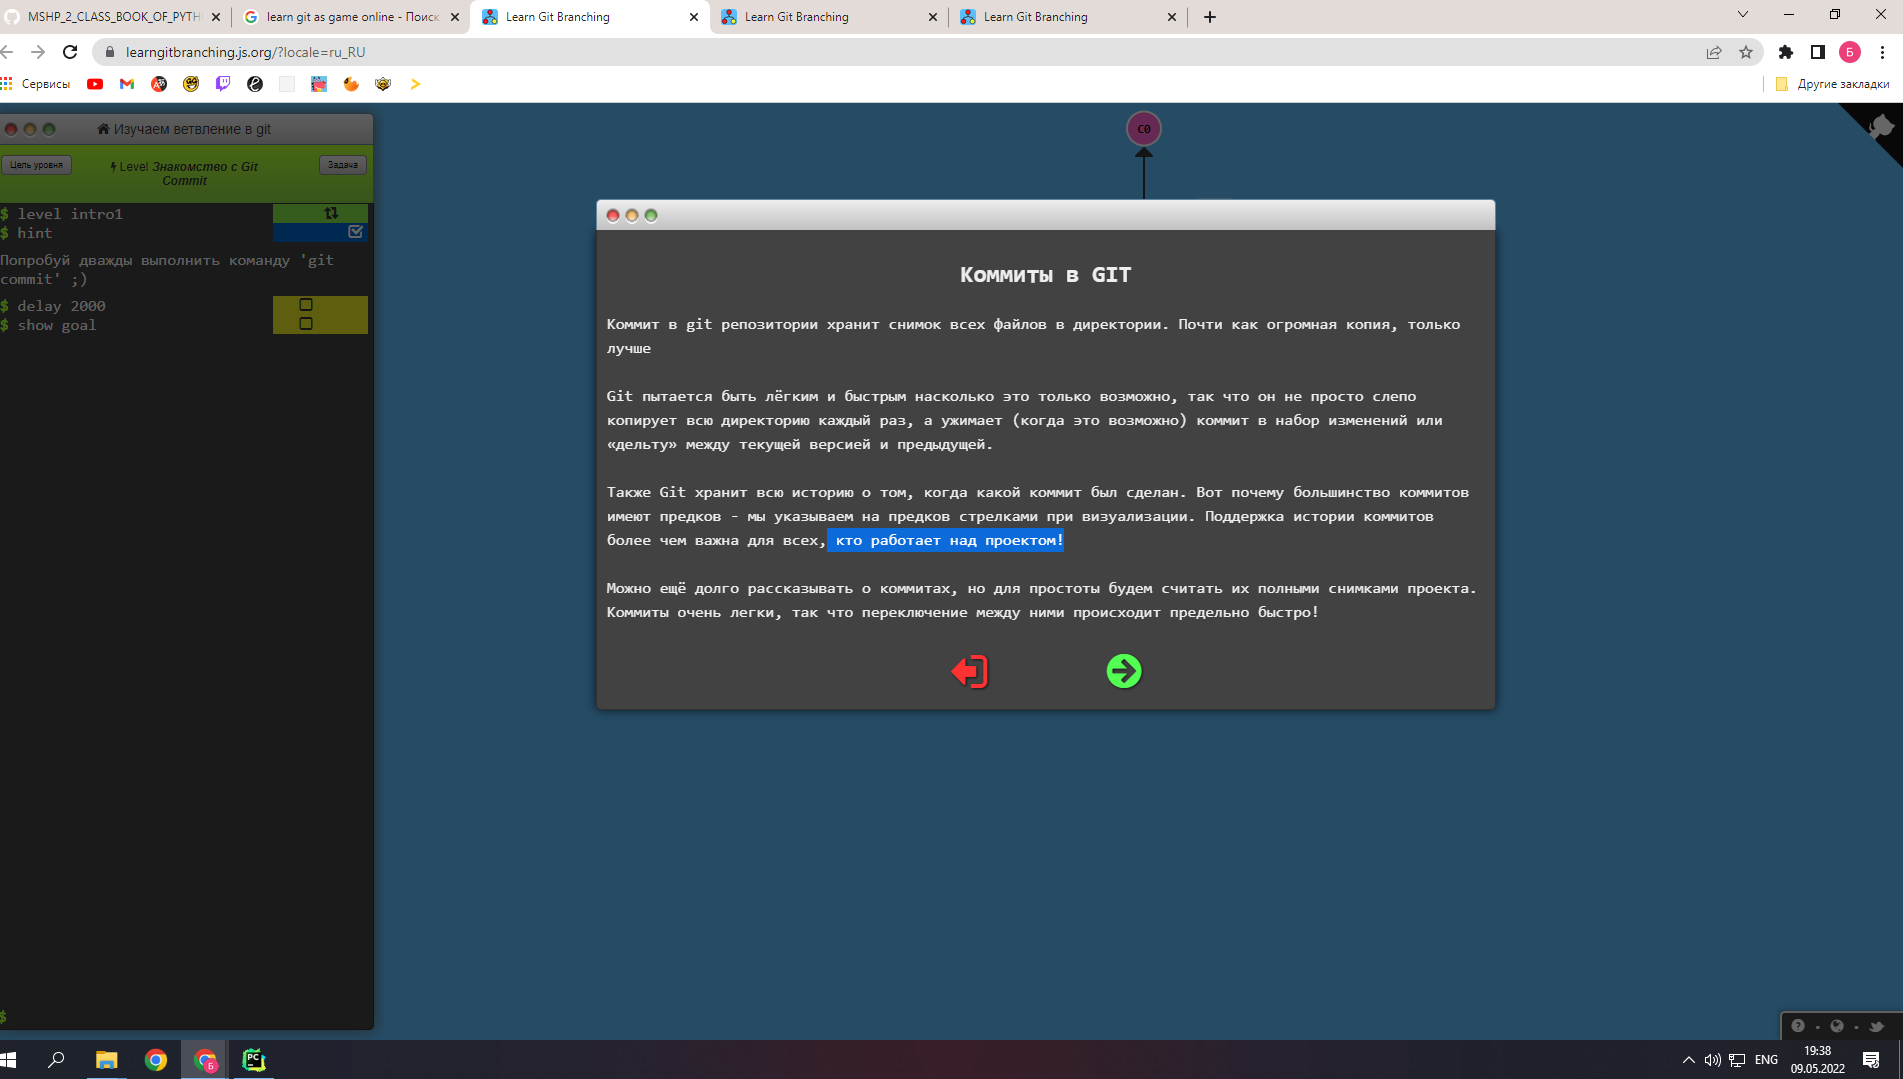 MSHP_2_CLASS_BOOK_OF_PYTH
learn git as game online - Поиск
Learn Git Branching
Learn Git Branching
Learn Git Branching
learngitbranching.js.org/?locale=ru_RU
Б
Сервисы
Другие закладки
Изучаем ветвление в git
Цель уровня
Level Знакомство с Git
Commit
Задача
$ level intro1
$ hint
Попробуй дважды выполнить команду 'git
commit' ;)
$ delay 2000
$ show goal
$
C0
Коммиты в GIT
Коммит в git репозитории хранит снимок всех файлов в директории. Почти как огромная копия, только
лучше
Git пытается быть лёгким и быстрым насколько это только возможно, так что он не просто слепо
копирует всю директорию каждый раз, а ужимает (когда это возможно) коммит в набор изменений или
«дельту» между текущей версией и предыдущей.
Также Git хранит всю историю о том, когда какой коммит был сделан. Вот почему большинство коммитов
имеют предков - мы указываем на предков стрелками при визуализации. Поддержка истории коммитов
более чем важна для всех, кто работает над проектом!
Можно ещё долго рассказывать о коммитах, но для простоты будем считать их полными снимками проекта.
Коммиты очень легки, так что переключение между ними происходит предельно быстро!
Б
PC
ENG
19:38
09.05.2022